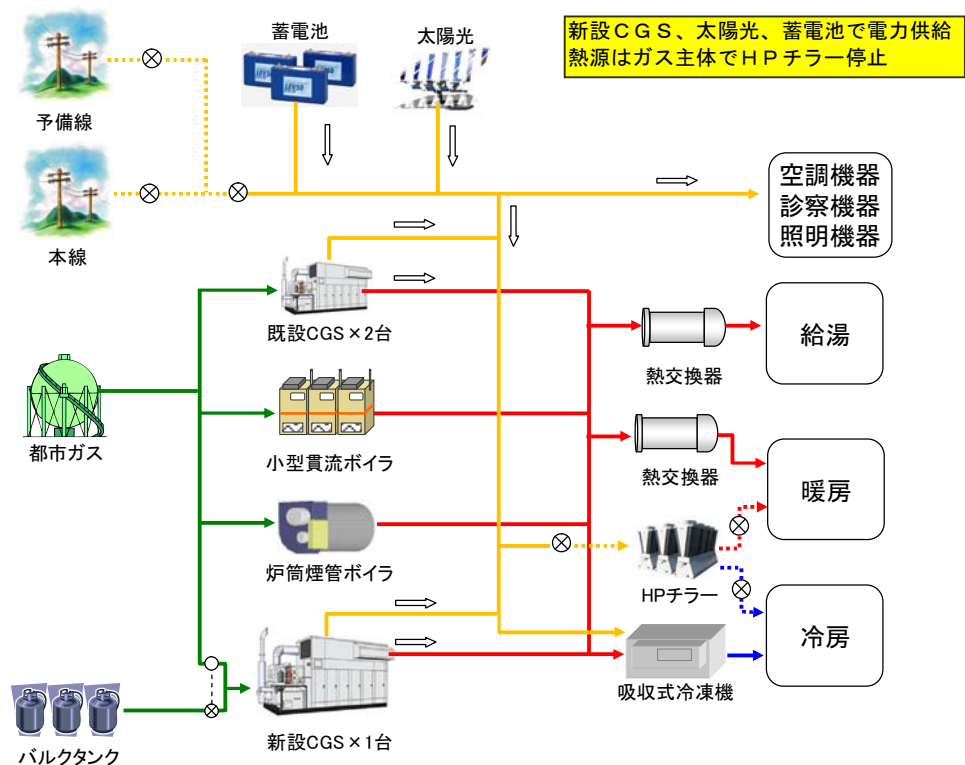 新設CGS、太陽光、蓄電池で電力供給
熱源はガス主体でHPチラー停止
蓄電池
太陽光
予備線
本線
空調機器
診察機器
照明機器
既設CGS×2台
熱交換器
給湯
都市ガス
小型貫流ボイラ
熱交換器
暖房
炉筒煙管ボイラ
HPチラー
冷房
吸収式冷凍機
バルクタンク
新設CGS×1台